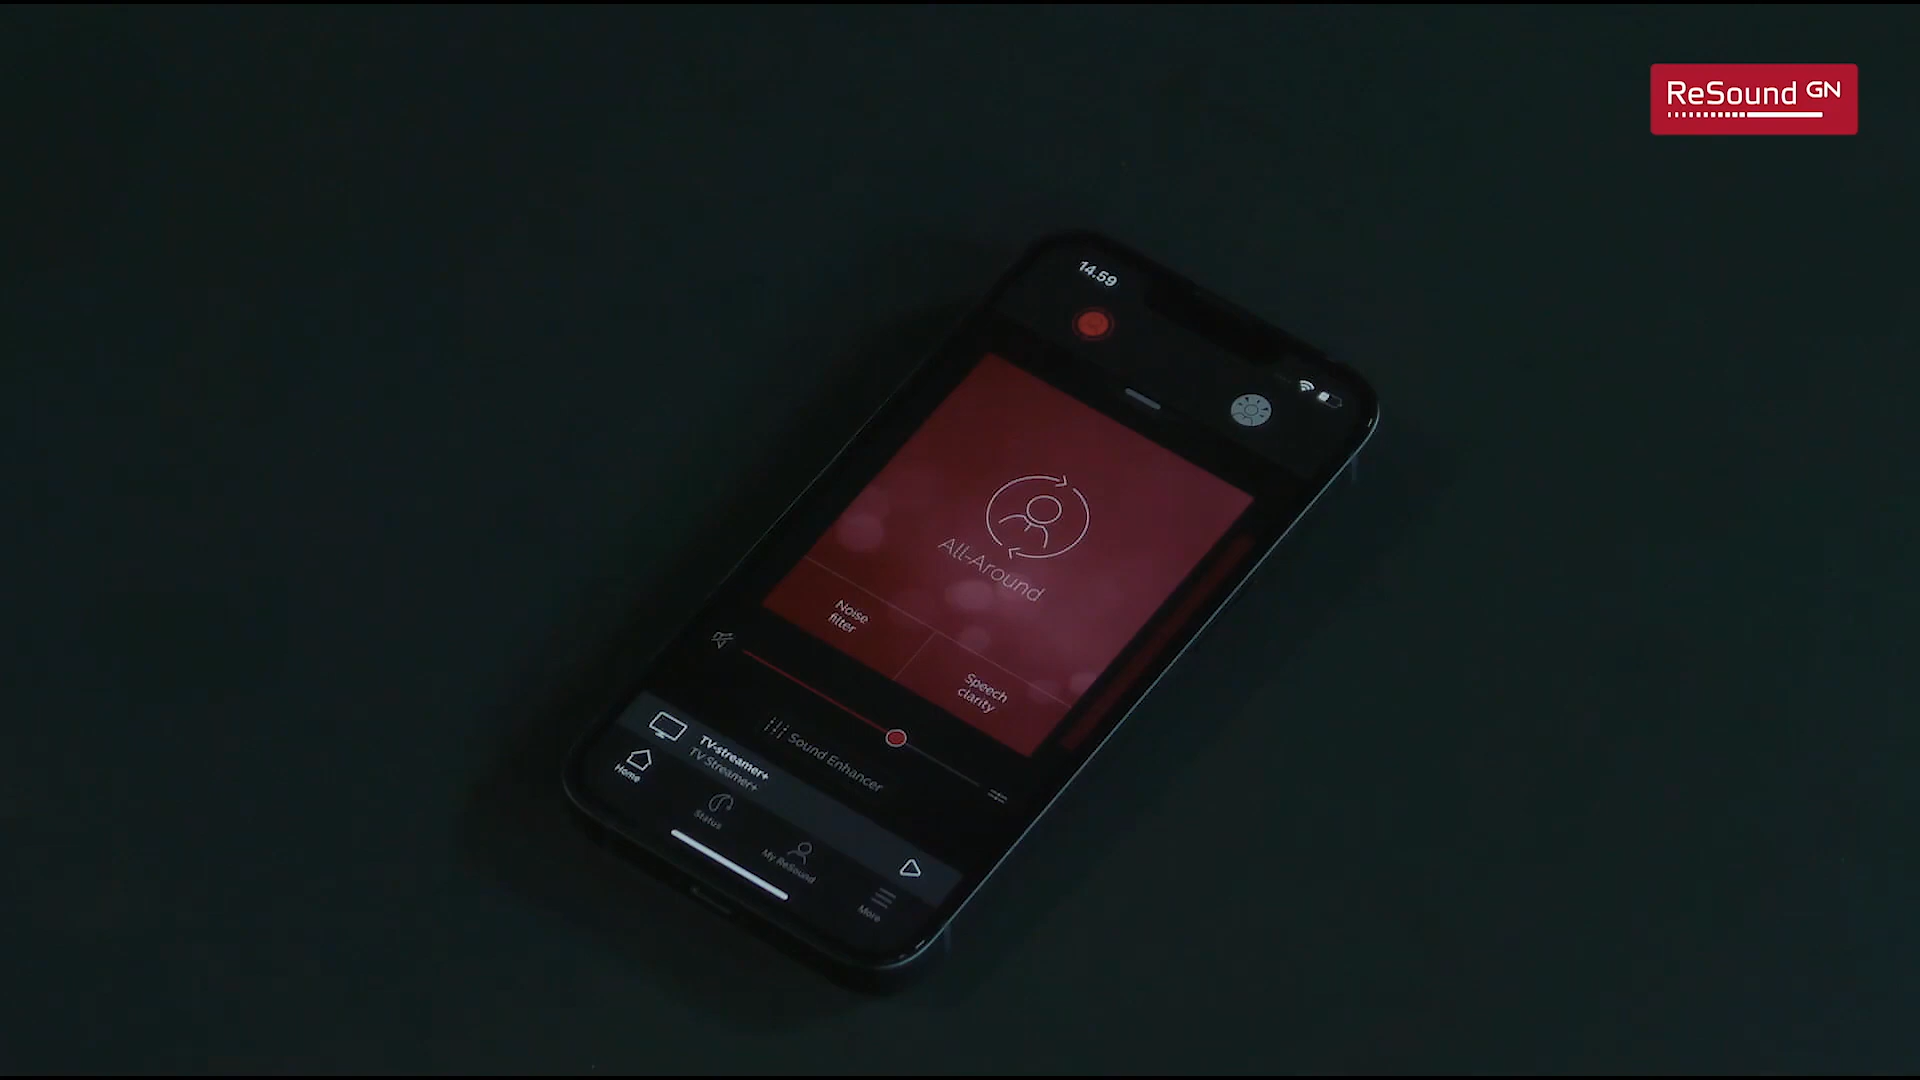 ReSound GN
14.59
All-Around
Noise
filter
Speech
clarity
Sound Enhancer
TV-streamer+
TV Streamer+
Home
Status
My ReSound
More